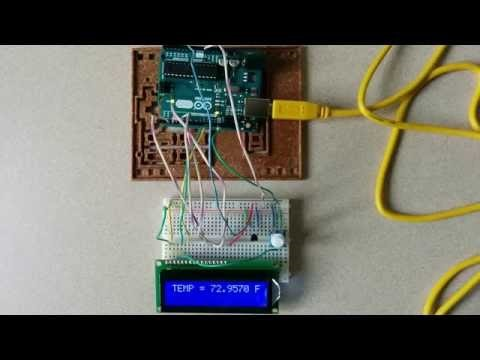 TEMP = 72.9570 F